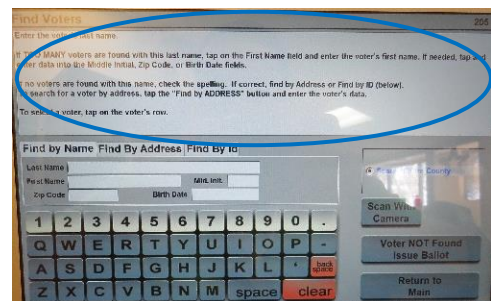 Find Voters 206
Enter the voter's last name.
If TOO MANY voters are found with this last name, tap on the First Name field and enter the voter's first name. If needed, tap and
enter data into the Middle Initial, Zip Code, or Birth Date fields.
If no voters are found with this name, check the spelling. If correct, find by Address or Find by ID (below).
To search for a voter by address, tap the "Find by ADDRESS" button and enter the voter's data.
To select a voter, tap on the voter's row.
Find by Name Find By Address Find By Id
Last Name
First Name Mid. Init.
Zip Code Birth Date
County
Scan With
Camera
1 2 3 4 5 6 7 8 9 0 .
Q W E R T Y U I O P -
Voter NOT Found
Issue Ballot
A S D F G H J K L ' back space
Z X C V B N M space clear
Return to
Main